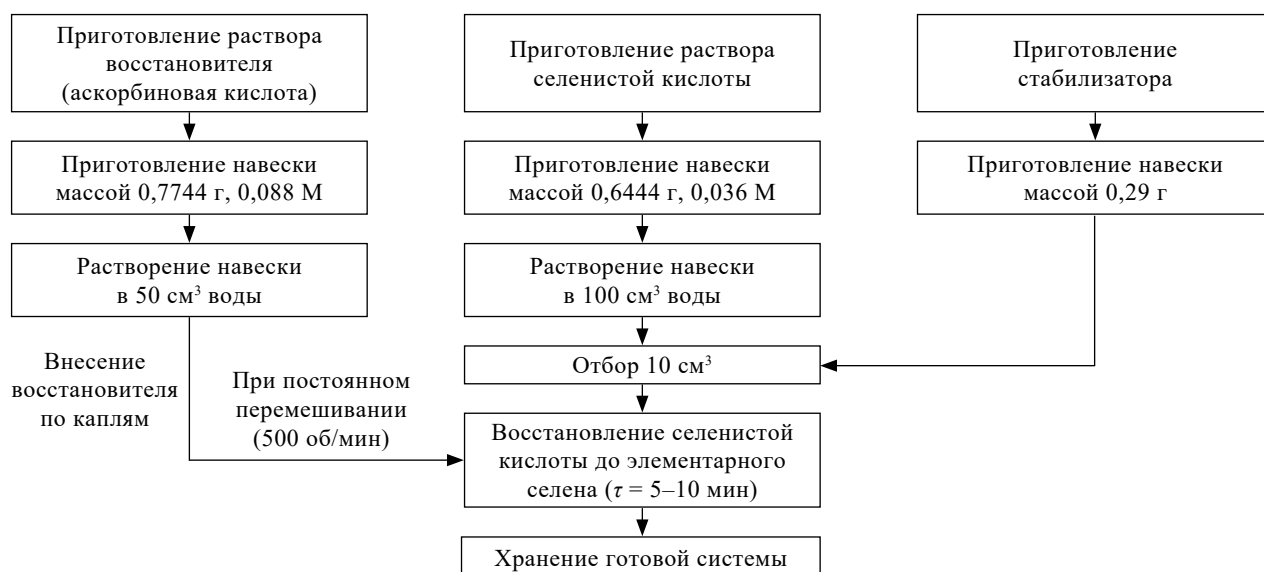 Приготовление раствора
восстановителя
(аскорбиновая кислота)
Приготовление раствора
селенистой кислоты
Приготовление
стабилизатора
Приготовление навески
массой 0,7744 г, 0,088 М
Приготовление навески
массой 0,6444 г, 0,036 М
Приготовление навески
массой 0,29 г
Растворение навески
в 50 см³ воды
Растворение навески
в 100 см³ воды
Отбор 10 см³
Внесение
восстановителя
по каплям
При постоянном
перемешивании
(500 об/мин)
Восстановление селенистой
кислоты до элементарного
селена (τ = 5–10 мин)
Хранение готовой системы